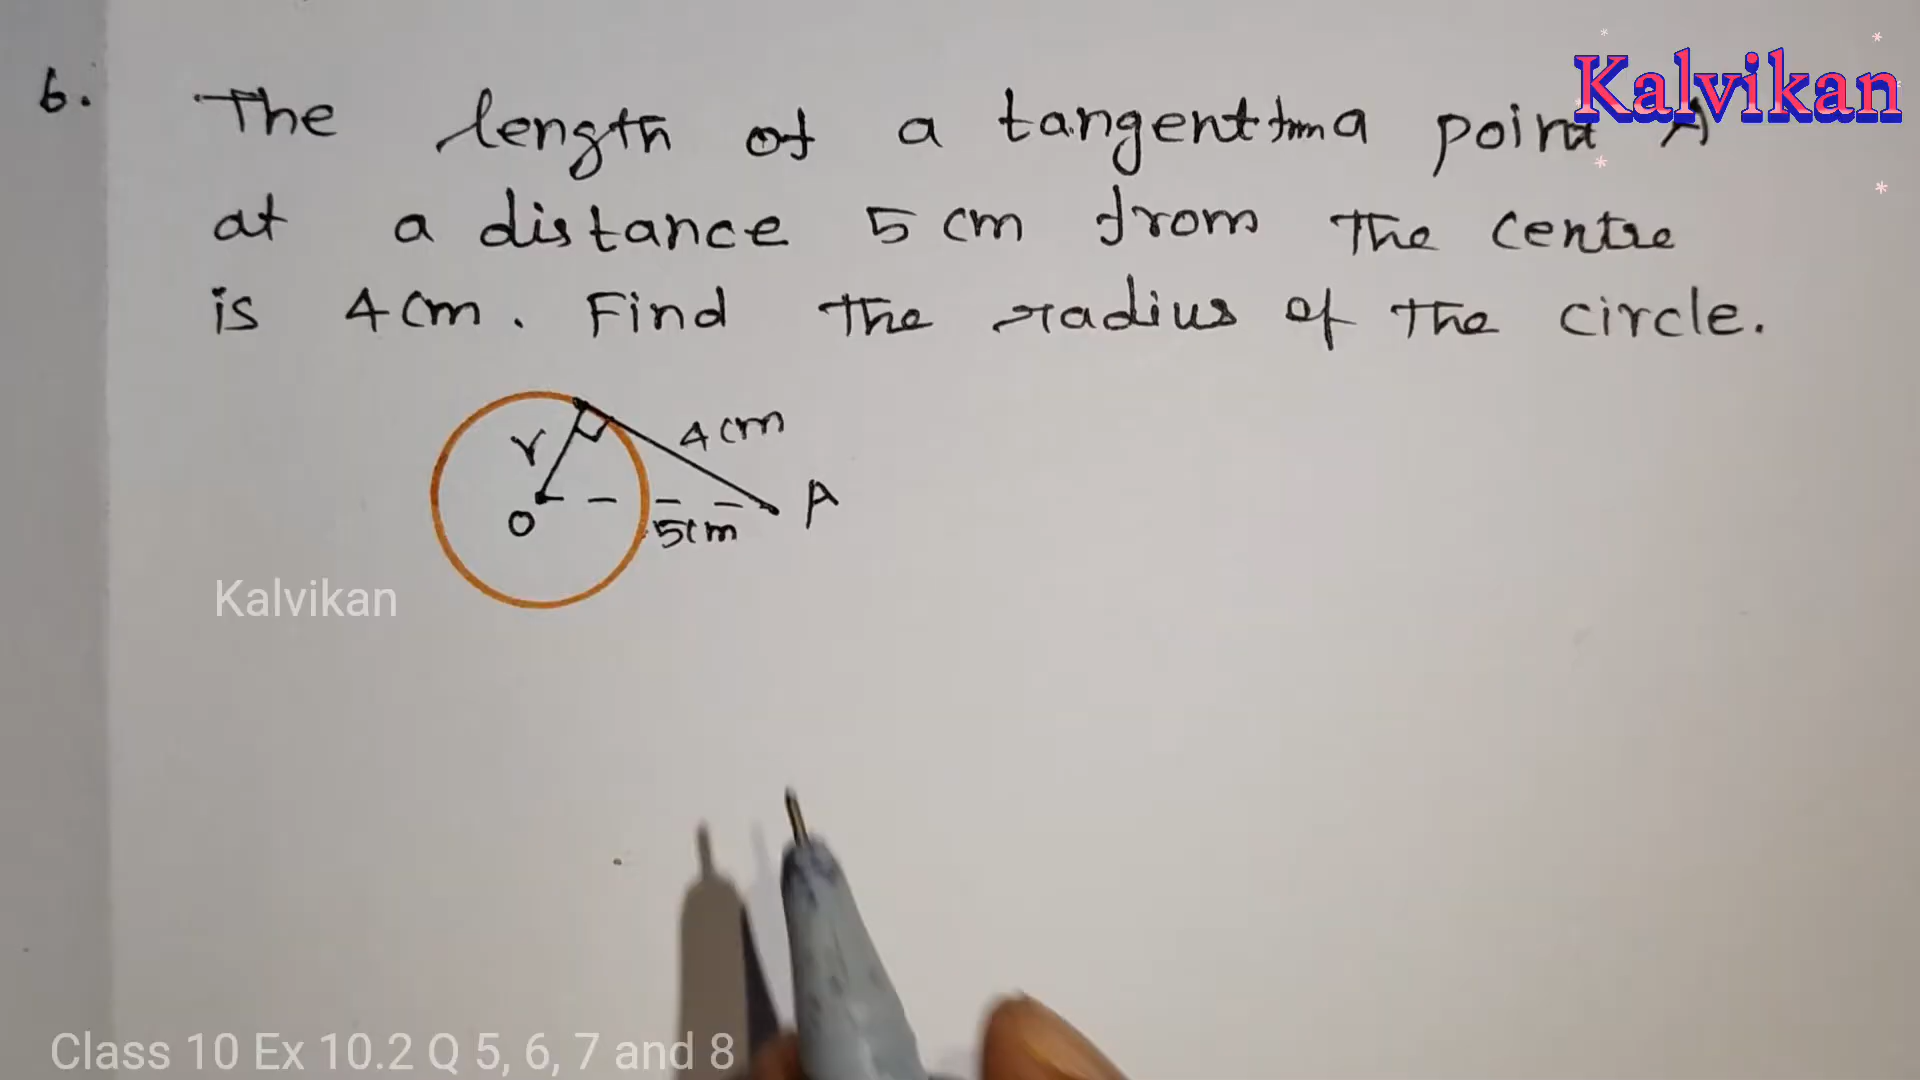 Kalvikan
6. The length of a tangent from a point A
at a distance 5 cm from the centre
is 4 cm. Find the radius of the circle.
r
4 cm
O
5 cm
A
Kalvikan
Class 10 Ex 10.2 Q 5, 6, 7 and 8